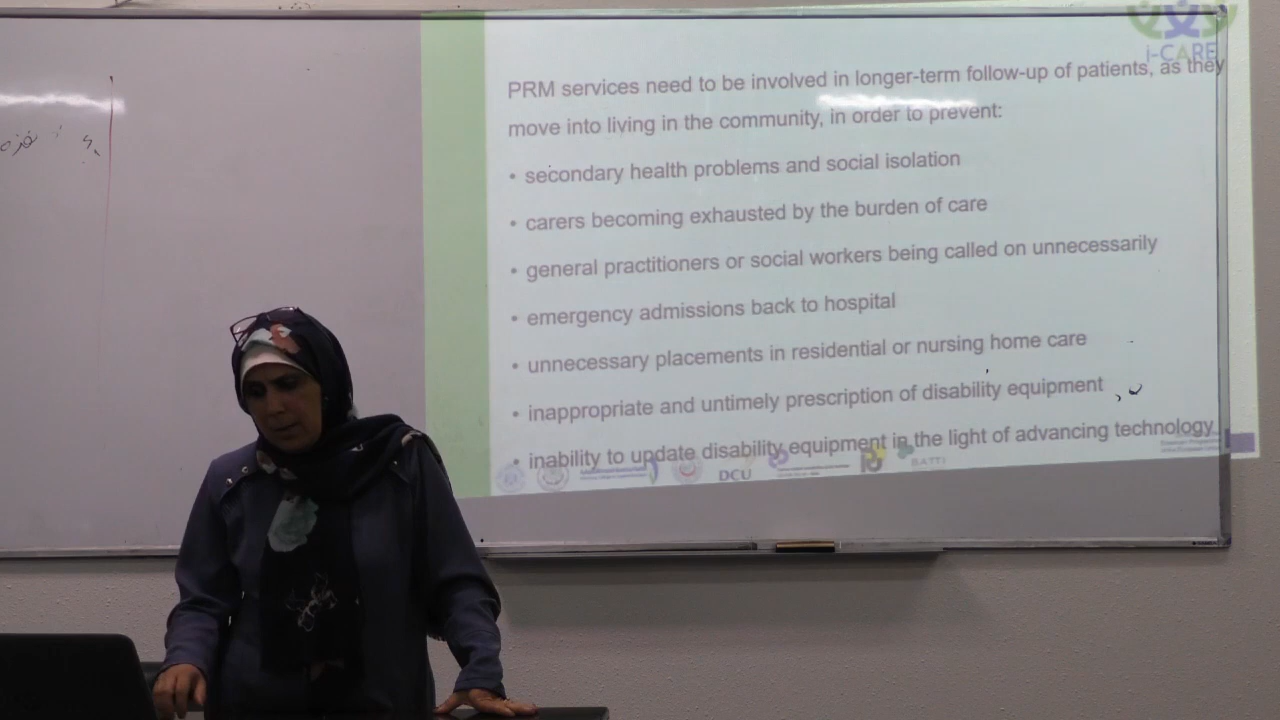 i-CARE
PRM services need to be involved in longer-term follow-up of patients, as they
move into living in the community, in order to prevent:
• secondary health problems and social isolation
• carers becoming exhausted by the burden of care
• general practitioners or social workers being called on unnecessarily
• emergency admissions back to hospital
• unnecessary placements in residential or nursing home care
• inappropriate and untimely prescription of disability equipment
• inability to update disability equipment in the light of advancing technology
DCU
BATTI